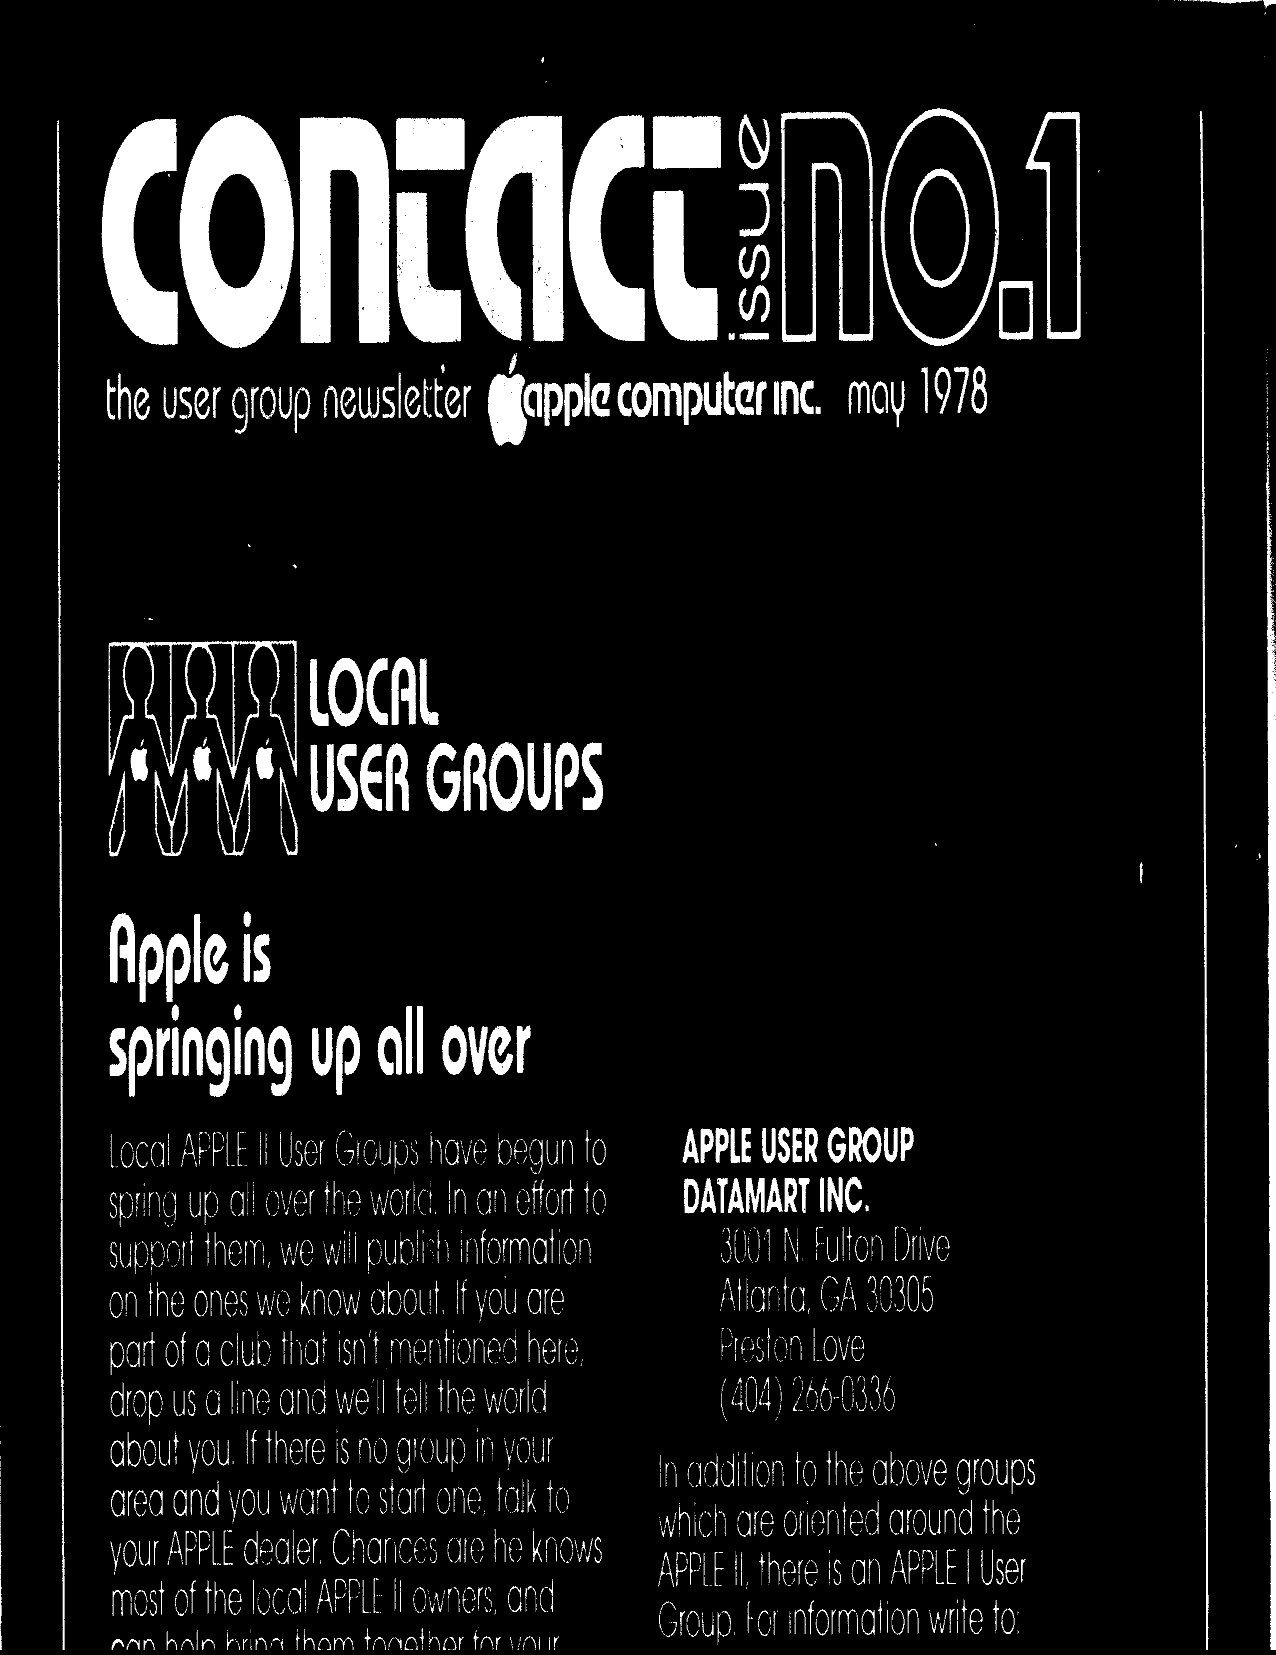 contact issue no.1
the user group newsletter apple computer inc. may 1978
LOCAL
USER GROUPS
Apple is
springing up all over
Local APPLE II User Groups have begun to
spring up all over the world. In an effort to
support them, we will publish information
on the ones we know about. If you are
part of a club that isn't mentioned here,
drop us a line and we'll tell the world
about you. If there is no group in your
area and you want to start one, talk to
your APPLE dealer. Chances are he knows
most of the local APPLE II owners, and
can help bring them together for your
APPLE USER GROUP
DATAMART INC.
3001 N. Fulton Drive
Atlanta, GA 30305
Preston Love
(404) 266-0336
In addition to the above groups
which are oriented around the
APPLE II, there is an APPLE I User
Group. For information write to: